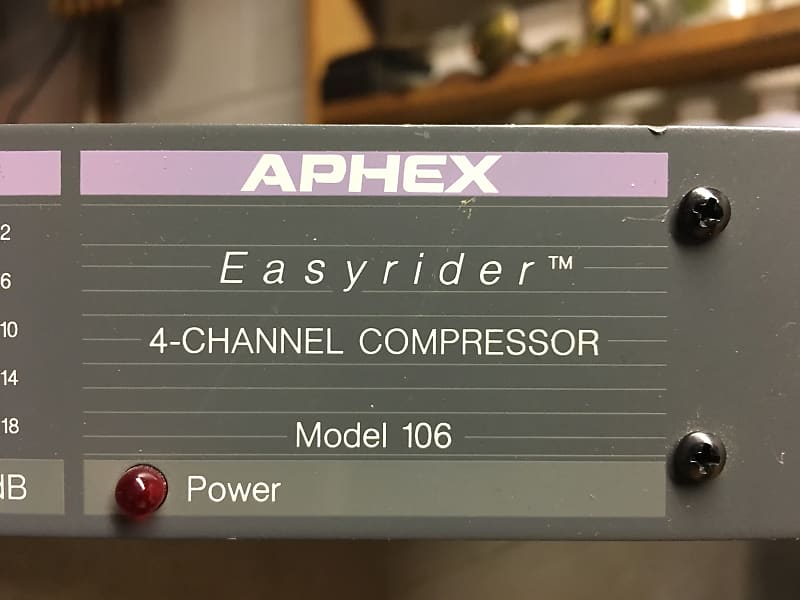 APHEX
2
Easyrider™
6
10
4-CHANNEL COMPRESSOR
14
18
Model 106
dB
Power